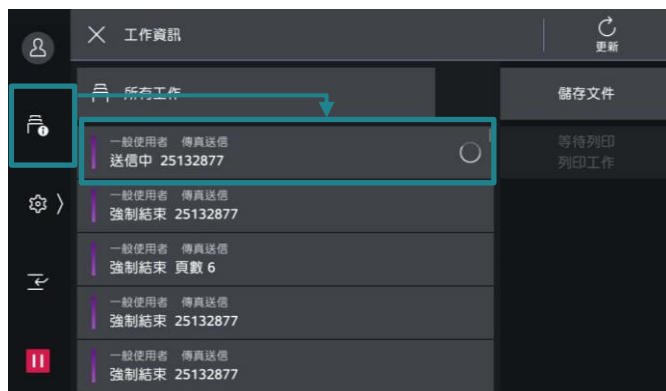 工作資訊
更新
所有工作
儲存文件
一般使用者 傳真送信
送信中 25132877
等待列印
列印工作
一般使用者 傳真送信
強制結束 25132877
一般使用者 傳真送信
強制結束 頁數 6
一般使用者 傳真送信
強制結束 25132877
一般使用者 傳真送信
強制結束 25132877